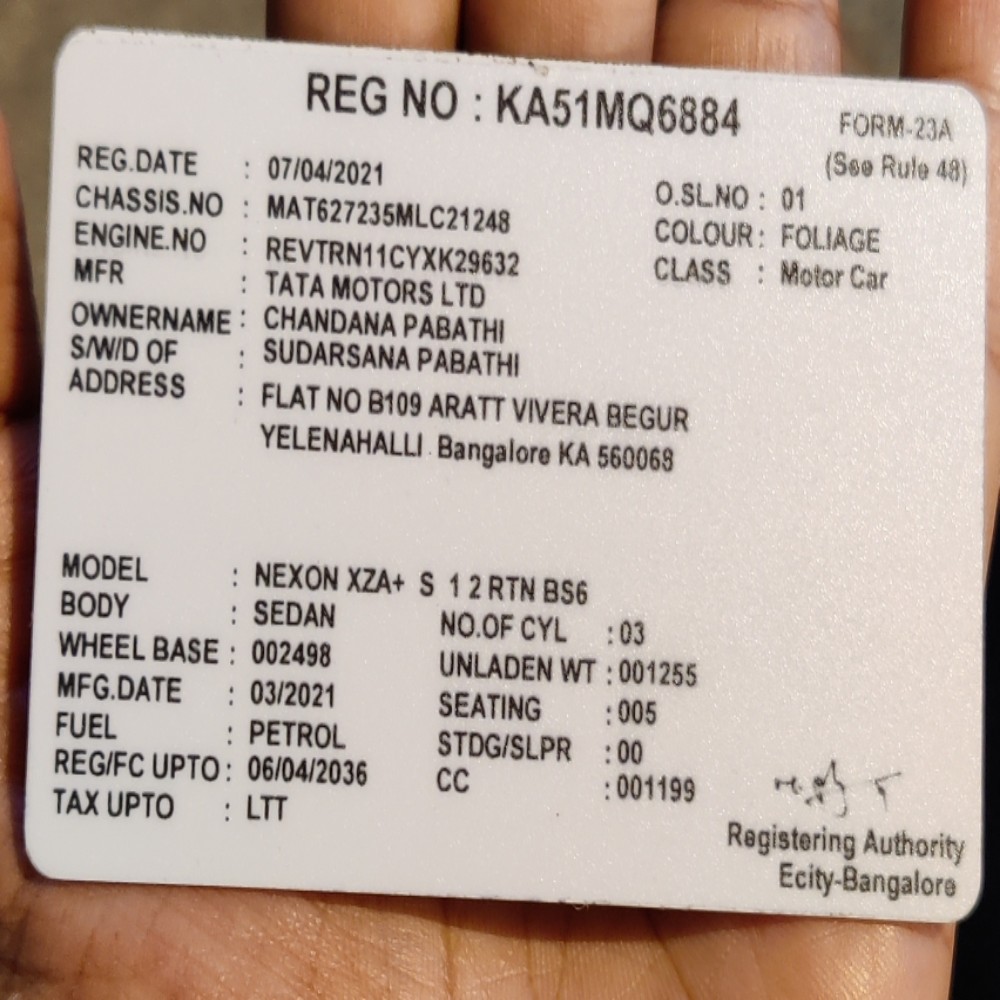 REG NO : KA51MQ6884
FORM-23A
(See Rule 48)
REG.DATE : 07/04/2021
O.SL.NO : 01
CHASSIS.NO : MAT627235MLC21248
COLOUR : FOLIAGE
ENGINE.NO : REVTRN11CYXK29632
CLASS : Motor Car
MFR : TATA MOTORS LTD
OWNERNAME : CHANDANA PABATHI
S/W/D OF : SUDARSANA PABATHI
ADDRESS : FLAT NO B109 ARATT VIVERA BEGUR
YELENAHALLI Bangalore KA 560068
MODEL : NEXON XZA+ S 1 2 RTN BS6
BODY : SEDAN
NO.OF CYL : 03
WHEEL BASE : 002498
UNLADEN WT : 001255
MFG.DATE : 03/2021
SEATING : 005
FUEL : PETROL
STDG/SLPR : 00
REG/FC UPTO : 06/04/2036
CC : 001199
TAX UPTO : LTT
Registering Authority
Ecity-Bangalore